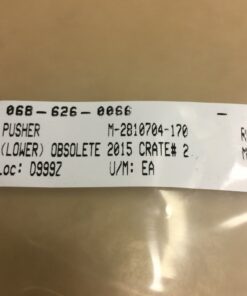 068-626-0066 -
PUSHER M-2810704-170 R
(LOWER) OBSOLETE 2015 CRATE# 2 M
Loc: D999Z U/M: EA